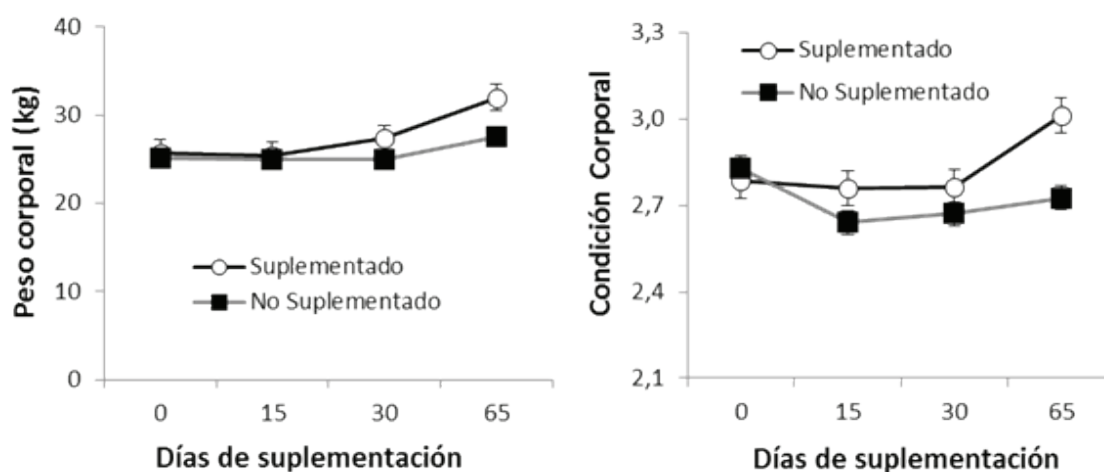 40
30
20
10
0
Peso corporal (kg)
Suplementado
No Suplementado
0 15 30 65
Días de suplementación
3,3
3,0
2,7
2,4
2,1
Condición Corporal
Suplementado
No Suplementado
0 15 30 65
Días de suplementación